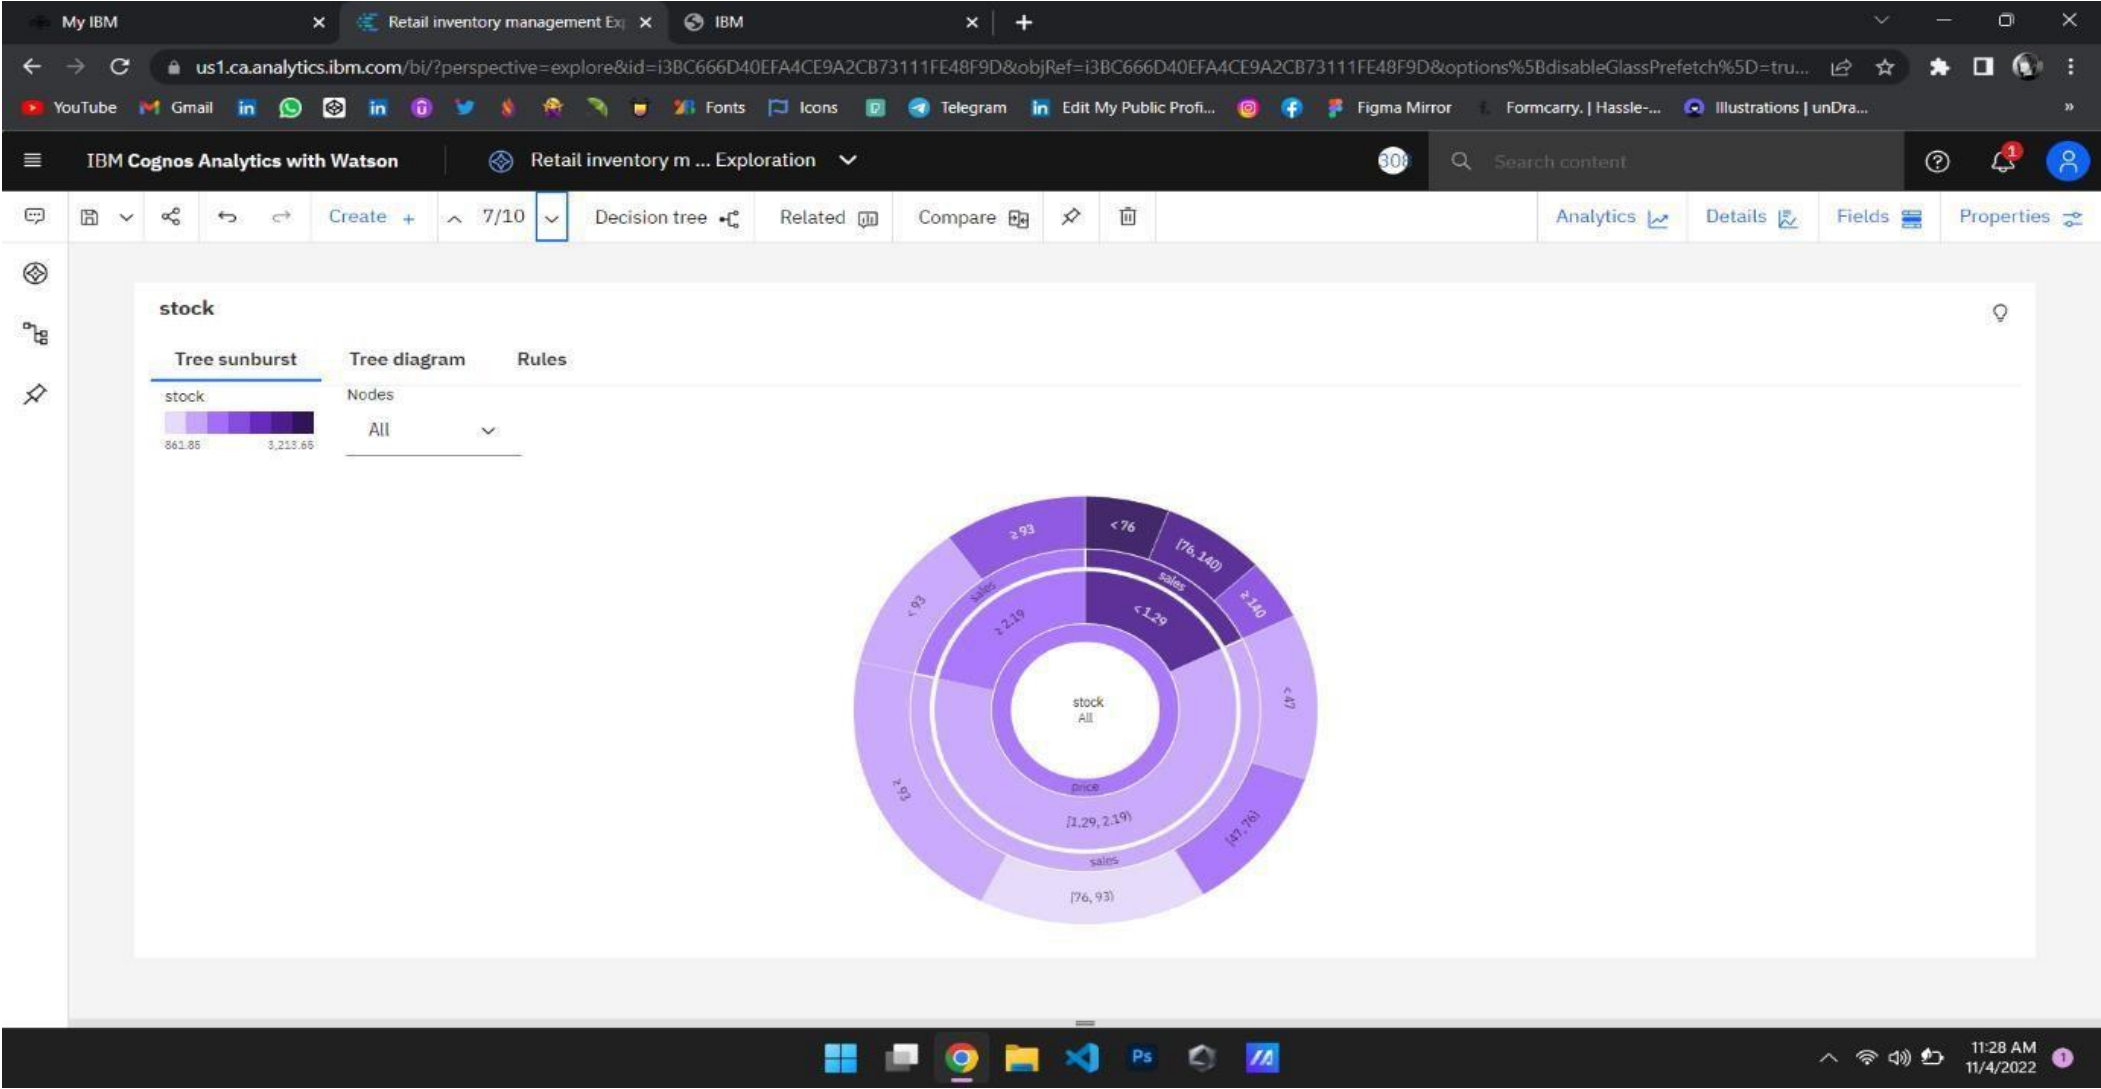 My IBM
Retail inventory management Ex
IBM
us1.ca.analytics.ibm.com/bi/?perspective=explore&id=i3BC666D40EFA4CE9A2CB73111FE48F9D&objRef=i3BC666D40EFA4CE9A2CB73111FE48F9D&options%5BdisableGlassPrefetch%5D=tru...
YouTube Gmail Fonts Icons Telegram Edit My Public Profi... Figma Mirror Formcarry. | Hassle-... Illustrations | unDra... »
IBM Cognos Analytics with Watson
Retail inventory m ... Exploration
308
Search content
1
Create + 7/10 Decision tree Related Compare Analytics Details Fields Properties
stock
Tree sunburst Tree diagram Rules
stock
861.85 3,213.65
Nodes
All
≥ 93
< 76
[76, 140)
≥ 140
sales
sales
< 93
≥ 2.19
< 1.29
< 47
stock
All
price
≥ 93
[1.29, 2.19)
[47, 76)
sales
[76, 93)
Ps
11:28 AM
11/4/2022
1